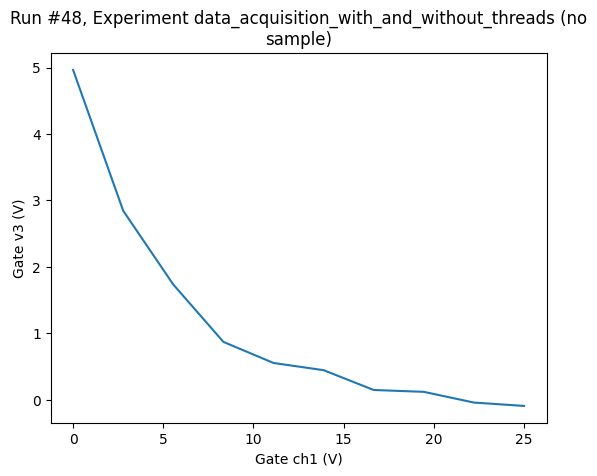 Run #48, Experiment data_acquisition_with_and_without_threads (no
sample)
5
4
3
2
1
0
Gate v3 (V)
0 5 10 15 20 25
Gate ch1 (V)